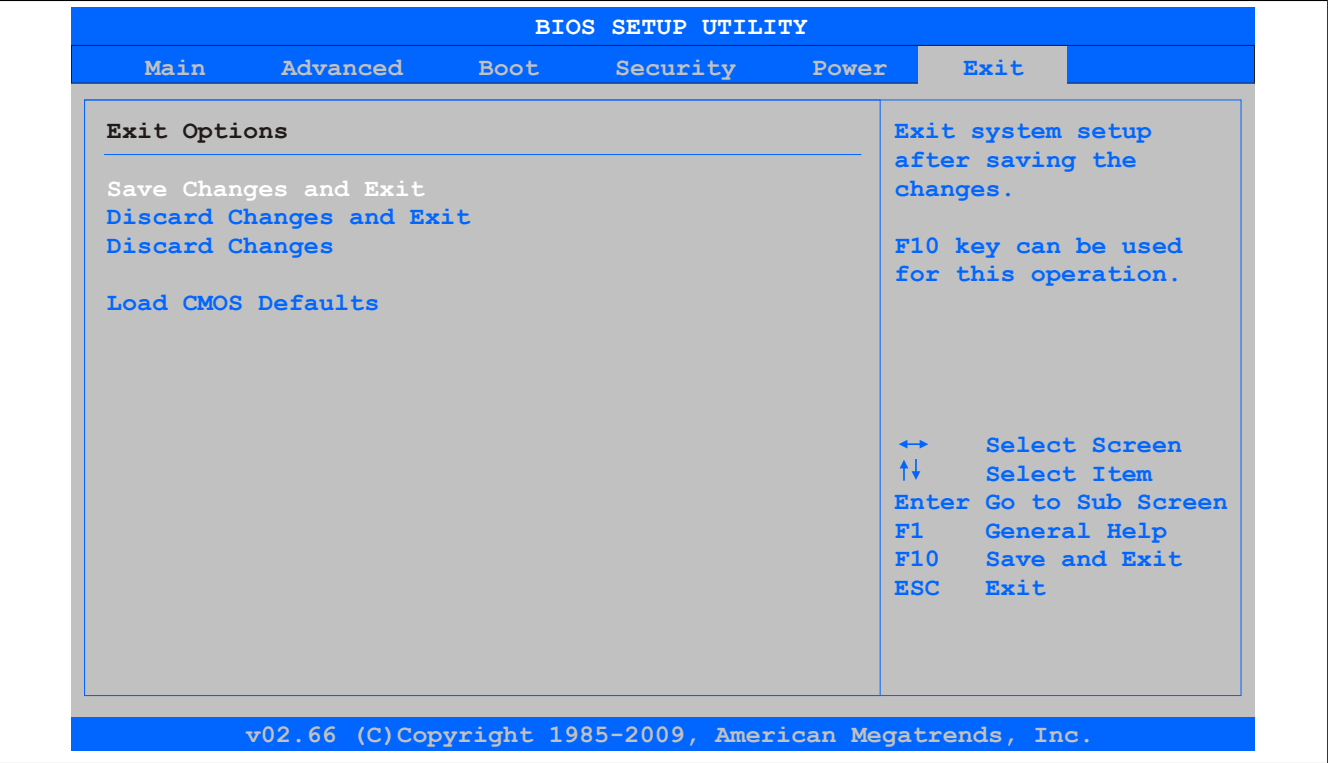 BIOS SETUP UTILITY
Main Advanced Boot Security Power Exit
Exit Options
Save Changes and Exit
Discard Changes and Exit
Discard Changes
Load CMOS Defaults
Exit system setup
after saving the
changes.
F10 key can be used
for this operation.
↔ Select Screen
↑↓ Select Item
Enter Go to Sub Screen
F1 General Help
F10 Save and Exit
ESC Exit
v02.66 (C)Copyright 1985-2009, American Megatrends, Inc.